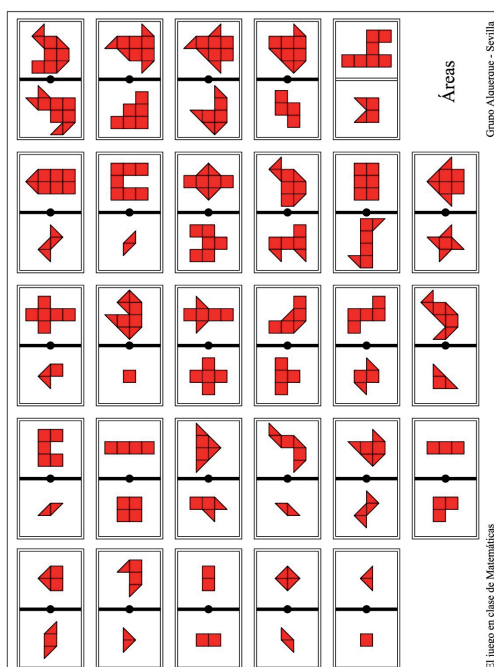 Áreas
Grupo Alquerque - Sevilla
El juego en clase de Matemáticas